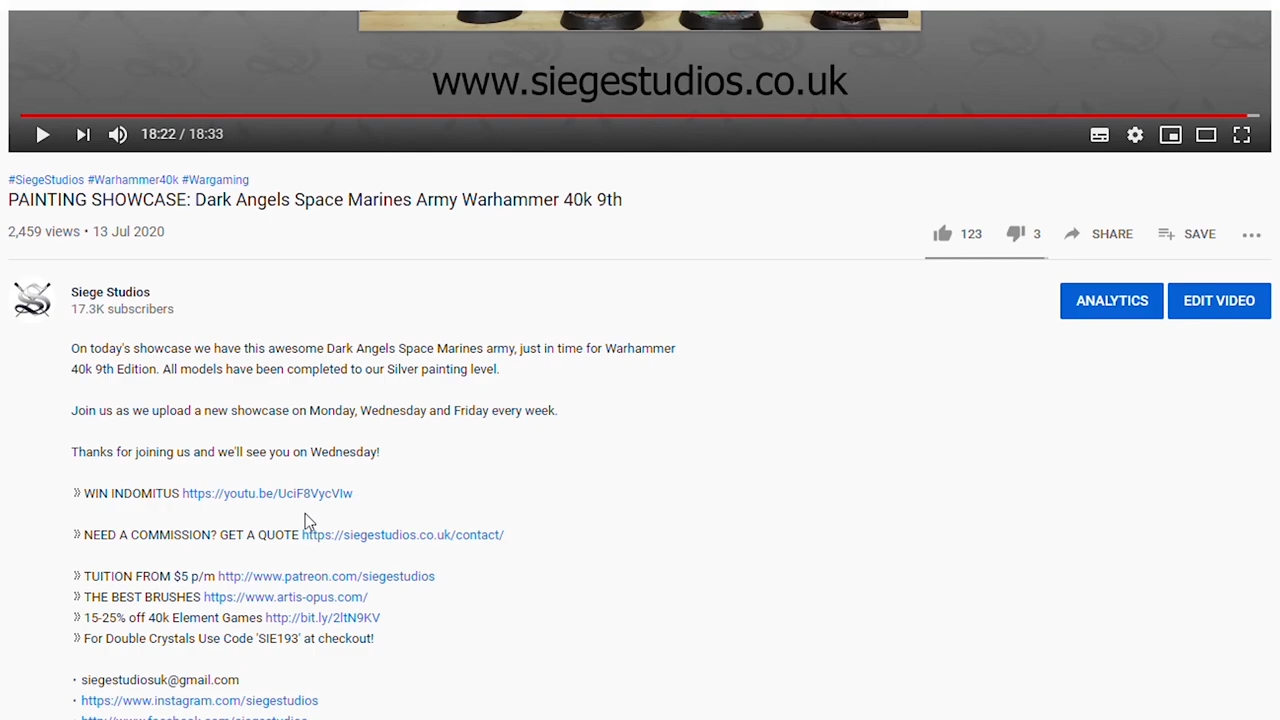 www.siegestudios.co.uk
18:22 / 18:33
#SiegeStudios #Warhammer40k #Wargaming
PAINTING SHOWCASE: Dark Angels Space Marines Army Warhammer 40k 9th
2,459 views • 13 Jul 2020
123 3 SHARE SAVE
Siege Studios
17.3K subscribers
ANALYTICS EDIT VIDEO
On today's showcase we have this awesome Dark Angels Space Marines army, just in time for Warhammer
40k 9th Edition. All models have been completed to our Silver painting level.
Join us as we upload a new showcase on Monday, Wednesday and Friday every week.
Thanks for joining us and we'll see you on Wednesday!
》WIN INDOMITUS https://youtu.be/UciF8VycVIw
》NEED A COMMISSION? GET A QUOTE https://siegestudios.co.uk/contact/
》TUITION FROM $5 p/m http://www.patreon.com/siegestudios
》THE BEST BRUSHES https://www.artis-opus.com/
》15-25% off 40k Element Games http://bit.ly/2ltN9KV
》For Double Crystals Use Code 'SIE193' at checkout!
· siegestudiosuk@gmail.com
· https://www.instagram.com/siegestudios
· http://www.facebook.com/siegestudios